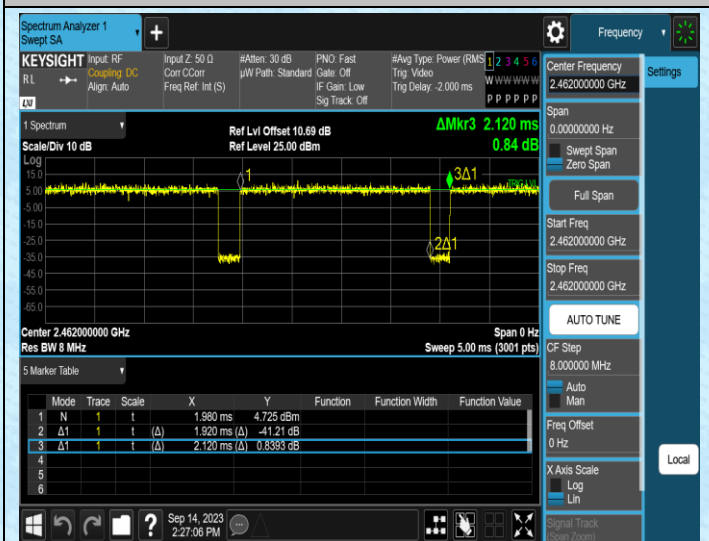 Spectrum Analyzer 1
Swept SA
Frequency
KEYSIGHT
RL
LXI
Input: RF
Coupling: DC
Align: Auto
Input Z: 50 Ω
Corr CCorr
Freq Ref: Int (S)
#Atten: 30 dB
µW Path: Standard
PNO: Fast
Gate: Off
IF Gain: Low
Sig Track: Off
#Avg Type: Power (RMS
Trig: Video
Trig Delay: -2.000 ms
1 2 3 4 5 6
W W W W W W
P P P P P P
1 Spectrum
Scale/Div 10 dB
Ref Lvl Offset 10.69 dB
Ref Level 25.00 dBm
ΔMkr3 2.120 ms
0.84 dB
Log
15.0
5.00
-5.00
-15.0
-25.0
-35.0
-45.0
-55.0
-65.0
1
3Δ1
TRIG LVL
2Δ1
Center 2.462000000 GHz
Res BW 8 MHz
Span 0 Hz
Sweep 5.00 ms (3001 pts)
5 Marker Table
Mode Trace Scale X Y Function Function Width Function Value
1 N 1 t 1.980 ms 4.725 dBm
2 Δ1 1 t (Δ) 1.920 ms (Δ) -41.21 dB
3 Δ1 1 t (Δ) 2.120 ms (Δ) 0.8393 dB
4
5
6
Sep 14, 2023
2:27:06 PM
Center Frequency
2.462000000 GHz
Settings
Span
0.00000000 Hz
Swept Span
Zero Span
Full Span
Start Freq
2.462000000 GHz
Stop Freq
2.462000000 GHz
AUTO TUNE
CF Step
8.000000 MHz
Auto
Man
Freq Offset
0 Hz
X Axis Scale
Log
Lin
Local
Signal Track
(Span Zoom)